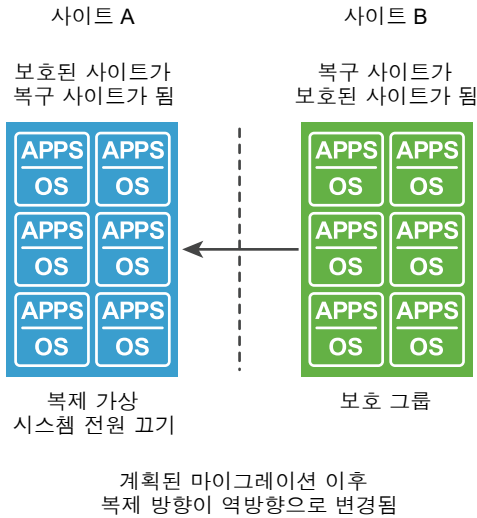 사이트 A
사이트 B
보호된 사이트가
복구 사이트가 됨
복구 사이트가
보호된 사이트가 됨
APPS
OS
APPS
OS
APPS
OS
APPS
OS
APPS
OS
APPS
OS
APPS
OS
APPS
OS
APPS
OS
APPS
OS
APPS
OS
APPS
OS
복제 가상
시스쳄 전원 끄기
보호 그룹
계획된 마이그레이션 이후
복제 방향이 역방향으로 변경됨